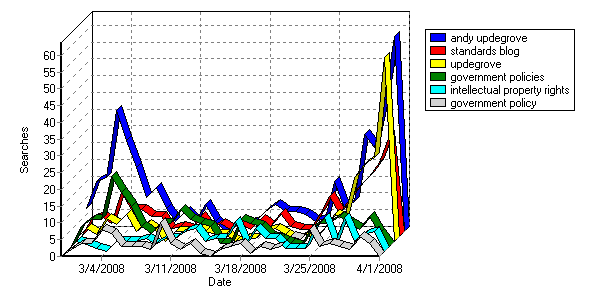 andy updegrove
standards blog
updegrove
government policies
intellectual property rights
government policy
60
55
50
45
40
35
30
25
20
15
10
5
0
Searches
3/4/2008 3/11/2008 3/18/2008 3/25/2008 4/1/2008
Date